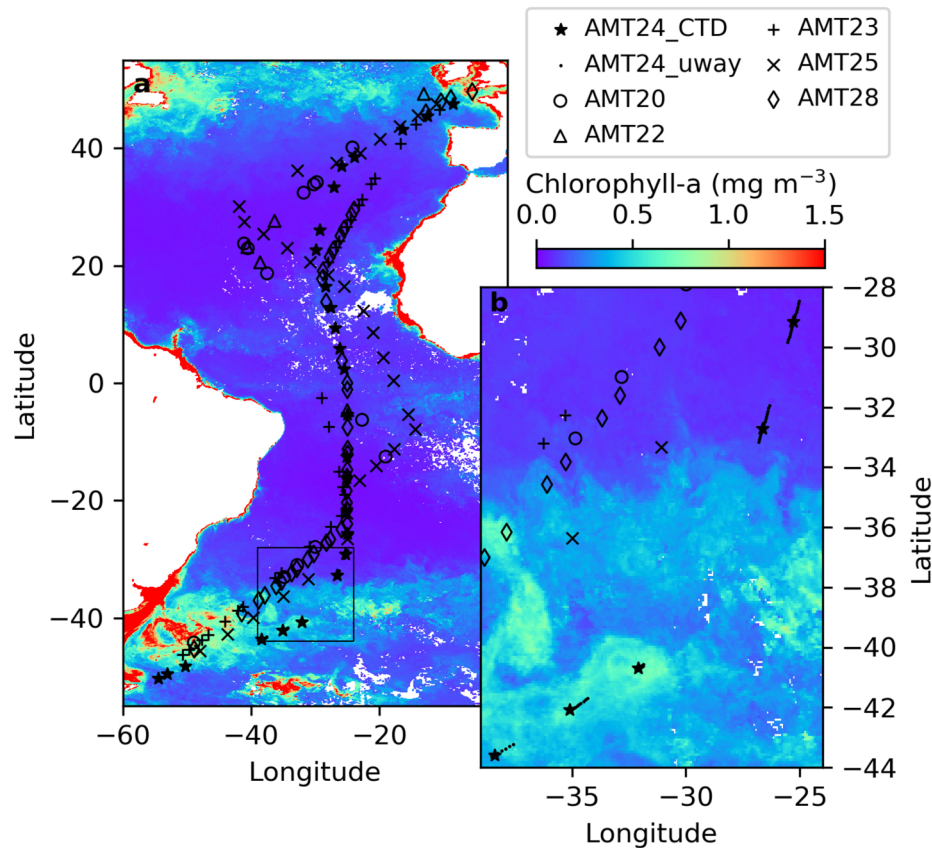 AMT24_CTD
AMT24_uway
AMT20
AMT22
AMT23
AMT25
AMT28
Chlorophyll-a (mg m⁻³)
0.0 0.5 1.0 1.5
a
Latitude
40
20
0
−20
−40
−60 −40 −20
Longitude
b
−28
−30
−32
−34
−36
−38
−40
−42
−44
Latitude
−35 −30 −25
Longitude